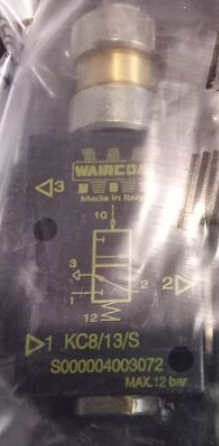 WAIRCOM
M B S
Made in Italy
3
10
3
1 2
2
12
1 KC8/13/S
S000004003072
MAX.12 bar